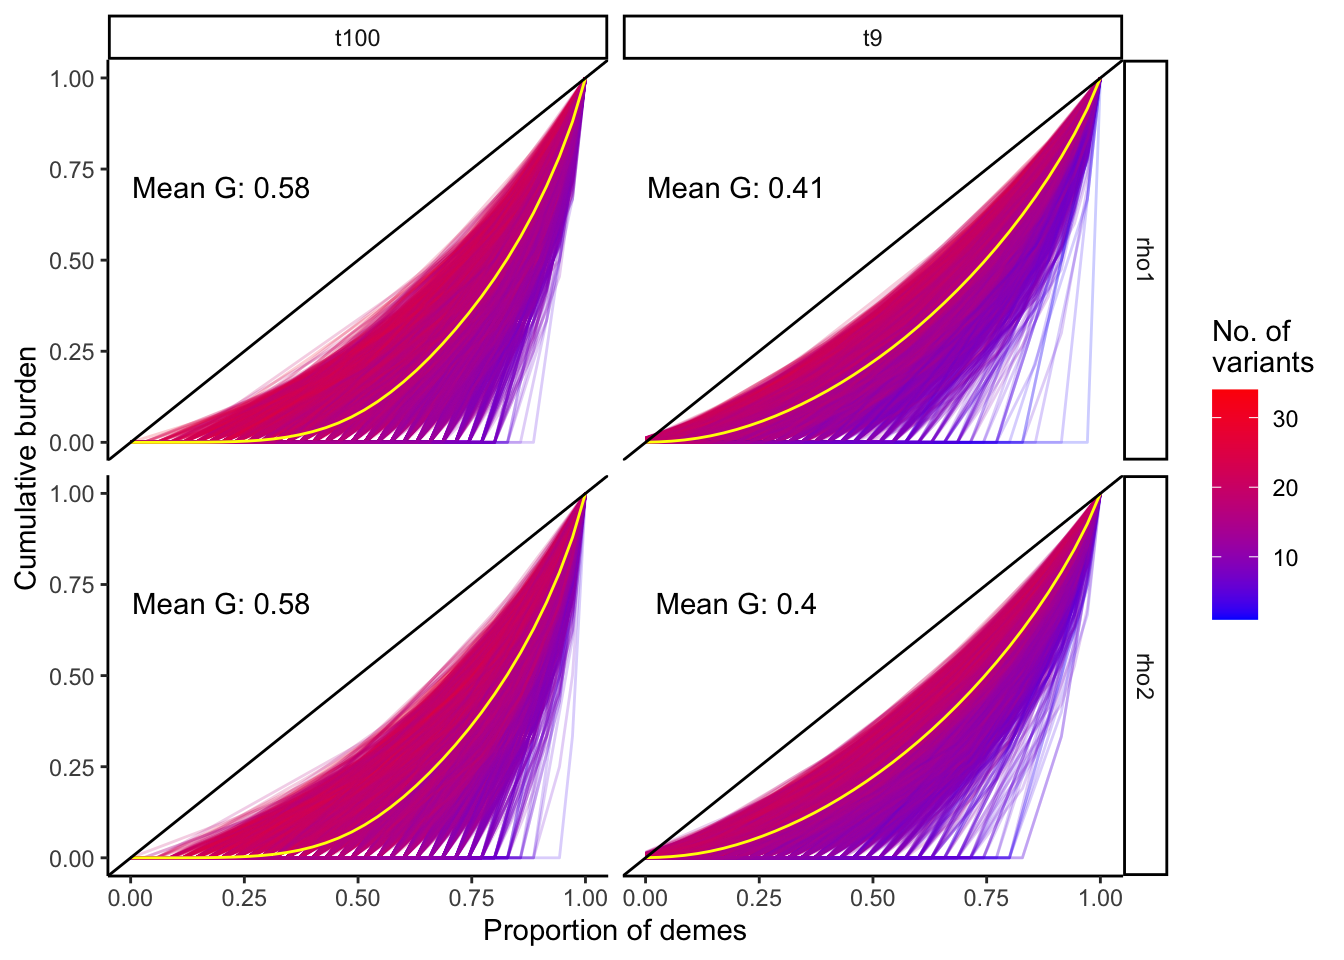 t100
t9
1.00
0.75
0.50
0.25
0.00
Mean G: 0.58
Mean G: 0.41
rho1
1.00
0.75
0.50
0.25
0.00
Mean G: 0.58
Mean G: 0.4
rho2
0.00 0.25 0.50 0.75 1.00
0.00 0.25 0.50 0.75 1.00
Proportion of demes
Cumulative burden
No. of
variants
30
20
10